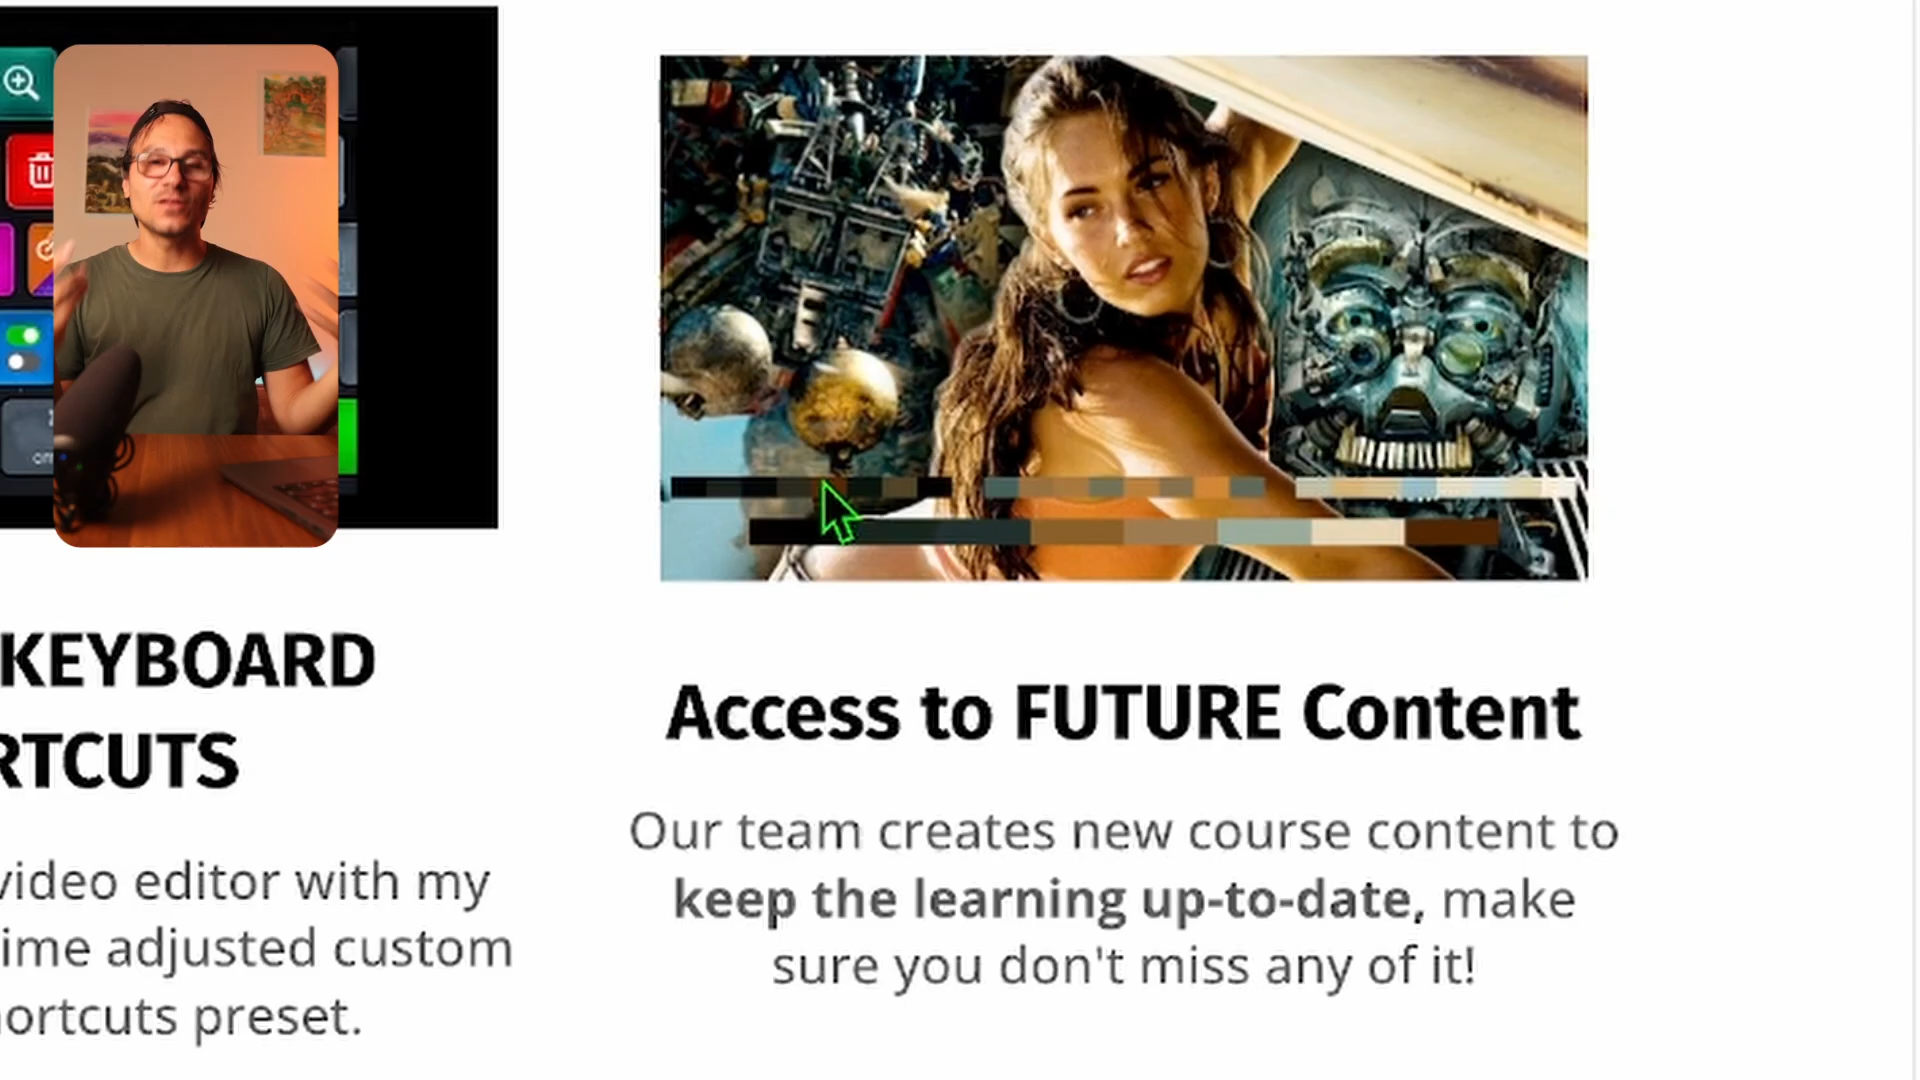 KEYBOARD
RTCUTS
video editor with my
ime adjusted custom
ortcuts preset.
Access to FUTURE Content
Our team creates new course content to
keep the learning up-to-date, make
sure you don't miss any of it!